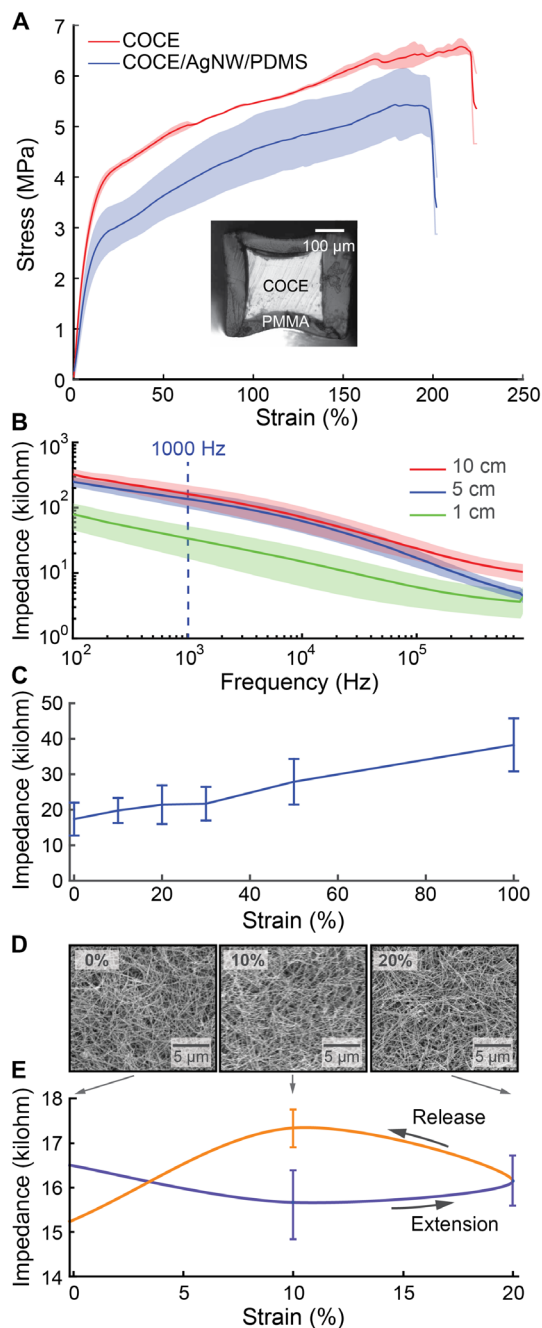 A
COCE
COCE/AgNW/PDMS
Stress (MPa)
7
6
5
4
3
2
1
0
100 µm
COCE
PMMA
0 50 100 150 200 250
Strain (%)
B
1000 Hz
10 cm
5 cm
1 cm
Impedance (kilohm)
10³
10²
10¹
10⁰
10² 10³ 10⁴ 10⁵
Frequency (Hz)
C
Impedance (kilohm)
50
40
30
20
10
0
0 20 40 60 80 100
Strain (%)
D
0% 10% 20%
5 µm 5 µm 5 µm
E
Impedance (kilohm)
18
17
16
15
14
Release
Extension
0 5 10 15 20
Strain (%)